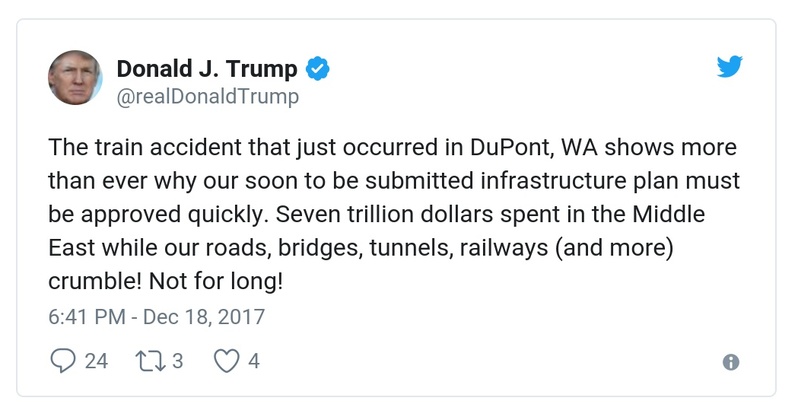 Donald J. Trump
@realDonaldTrump
The train accident that just occurred in DuPont, WA shows more
than ever why our soon to be submitted infrastructure plan must
be approved quickly. Seven trillion dollars spent in the Middle
East while our roads, bridges, tunnels, railways (and more)
crumble! Not for long!
6:41 PM - Dec 18, 2017
24 3 4